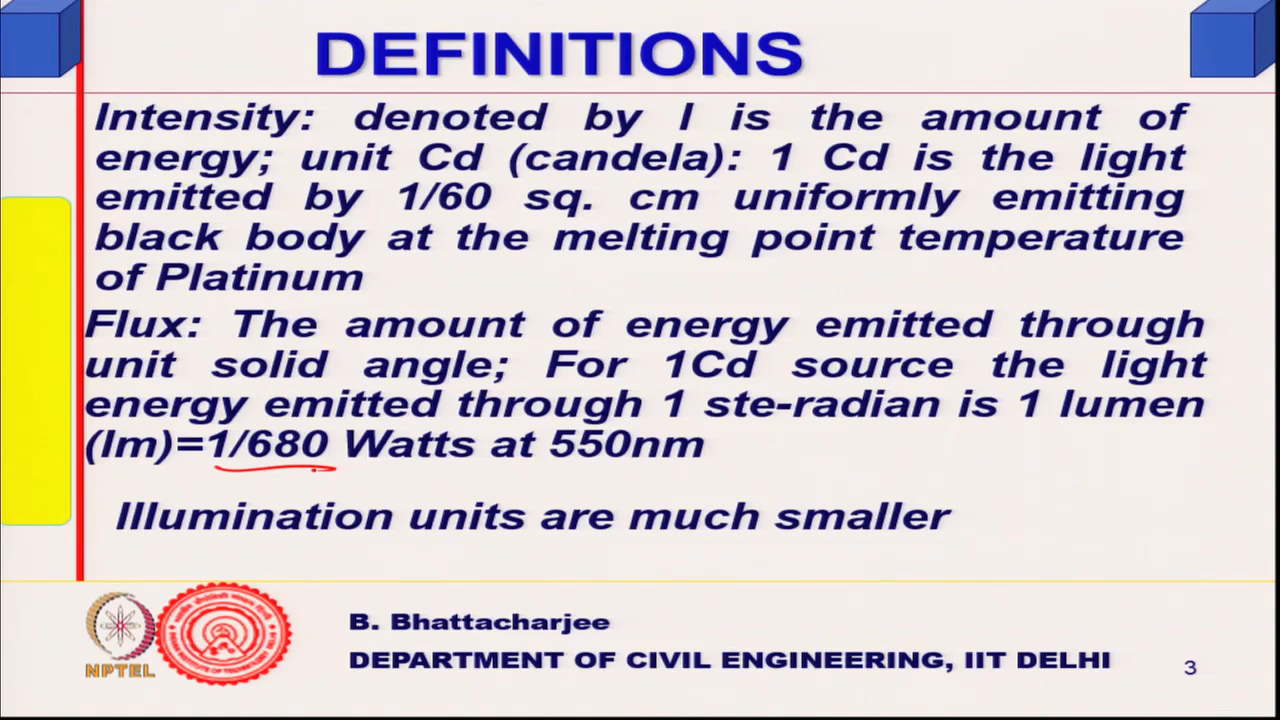 DEFINITIONS
Intensity: denoted by I is the amount of
energy; unit Cd (candela): 1 Cd is the light
emitted by 1/60 sq. cm uniformly emitting
black body at the melting point temperature
of Platinum
Flux: The amount of energy emitted through
unit solid angle; For 1Cd source the light
energy emitted through 1 ste-radian is 1 lumen
(lm)=1/680 Watts at 550nm
Illumination units are much smaller
NPTEL
B. Bhattacharjee
DEPARTMENT OF CIVIL ENGINEERING, IIT DELHI
3